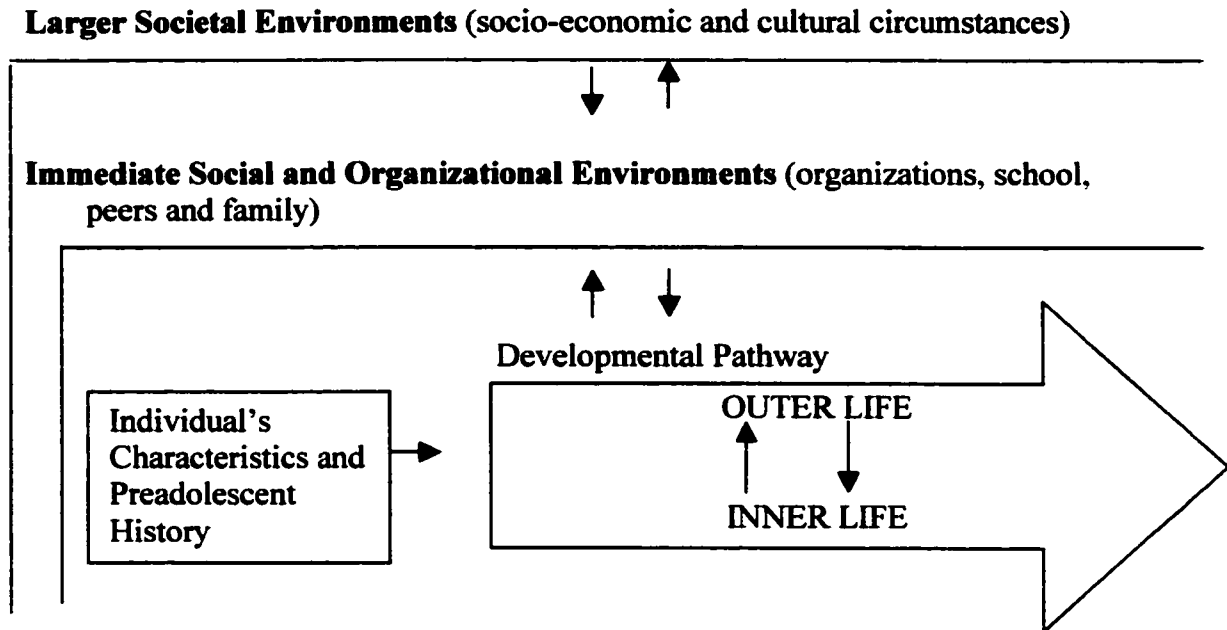 Larger Societal Environments (socio-economic and cultural circumstances)
Immediate Social and Organizational Environments (organizations, school,
peers and family)
Developmental Pathway
OUTER LIFE
Individual's
Characteristics and
Preadolescent
History
INNER LIFE